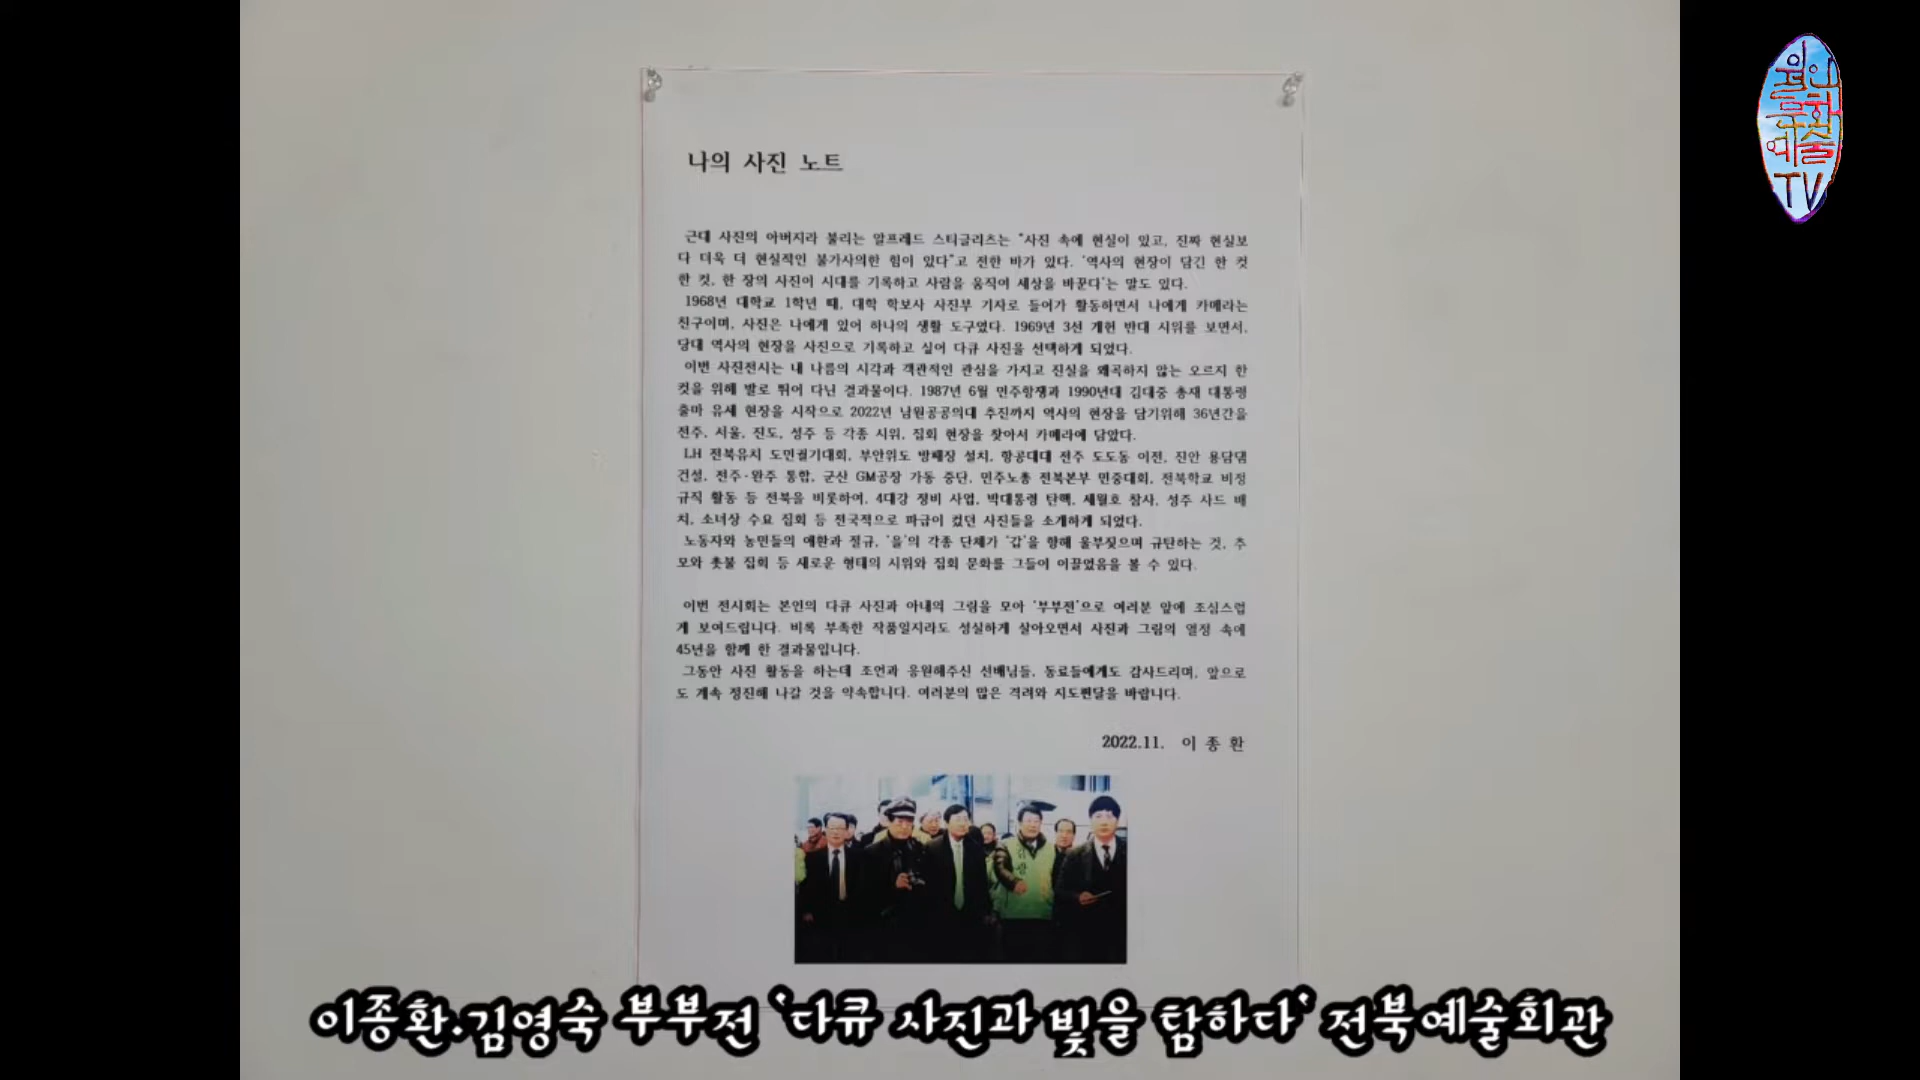 월인
문화
예술
TV
나의 사진 노트
근대 사진의 아버지라 불리는 알프레드 스티글리츠는 "사진 속에 현실이 있고, 진짜 현실보
다 더욱 더 현실적인 불가사의한 힘이 있다"고 전한 바가 있다. '역사의 현장이 담긴 한 컷
한 컷, 한 장의 사진이 시대를 기록하고 사람을 움직여 세상을 바꾼다'는 말도 있다.
1968년 대학교 1학년 때, 대학 학보사 사진부 기자로 들어가 활동하면서 나에게 카메라는
친구이며, 사진은 나에게 있어 하나의 생활 도구였다. 1969년 3선 개헌 반대 시위를 보면서,
당대 역사의 현장을 사진으로 기록하고 싶어 다큐 사진을 선택하게 되었다.
이번 사진전시는 내 나름의 시각과 객관적인 관심을 가지고 진실을 왜곡하지 않는 오르지 한
컷을 위해 발로 뛰어 다닌 결과물이다. 1987년 6월 민주항쟁과 1990년대 김대중 총재 대통령
출마 유세 현장을 시작으로 2022년 남원공공의대 추진까지 역사의 현장을 담기위해 36년간을
전주, 서울, 진도, 성주 등 각종 시위, 집회 현장을 찾아서 카메라에 담았다.
LH 전북유치 도민궐기대회, 부안위도 방폐장 설치, 항공대대 전주 도도동 이전, 진안 용담댐
건설, 전주·완주 통합, 군산 GM공장 가동 중단, 민주노총 전북본부 민중대회, 전북학교 비정
규직 활동 등 전북을 비롯하여, 4대강 정비 사업, 박대통령 탄핵, 세월호 참사, 성주 사드 배
치, 소녀상 수요 집회 등 전국적으로 파급이 컸던 사진들을 소개하게 되었다.
노동자와 농민들의 애환과 절규, '을'의 각종 단체가 '갑'을 향해 울부짖으며 규탄하는 것, 추
모와 촛불 집회 등 새로운 형태의 시위와 집회 문화를 그들이 이끌었음을 볼 수 있다.
이번 전시회는 본인의 다큐 사진과 아내의 그림을 모아 '부부전'으로 여러분 앞에 조심스럽
게 보여드립니다. 비록 부족한 작품일지라도 성실하게 살아오면서 사진과 그림의 열정 속에
45년을 함께 한 결과물입니다.
그동안 사진 활동을 하는데 조언과 응원해주신 선배님들, 동료들에게도 감사드리며, 앞으로
도 계속 정진해 나갈 것을 약속합니다. 여러분의 많은 격려와 지도편달을 바랍니다.
2022.11. 이 종 환
이종환.김영숙 부부전 '다큐 사진과 빛을 탐하다' 전북예술회관